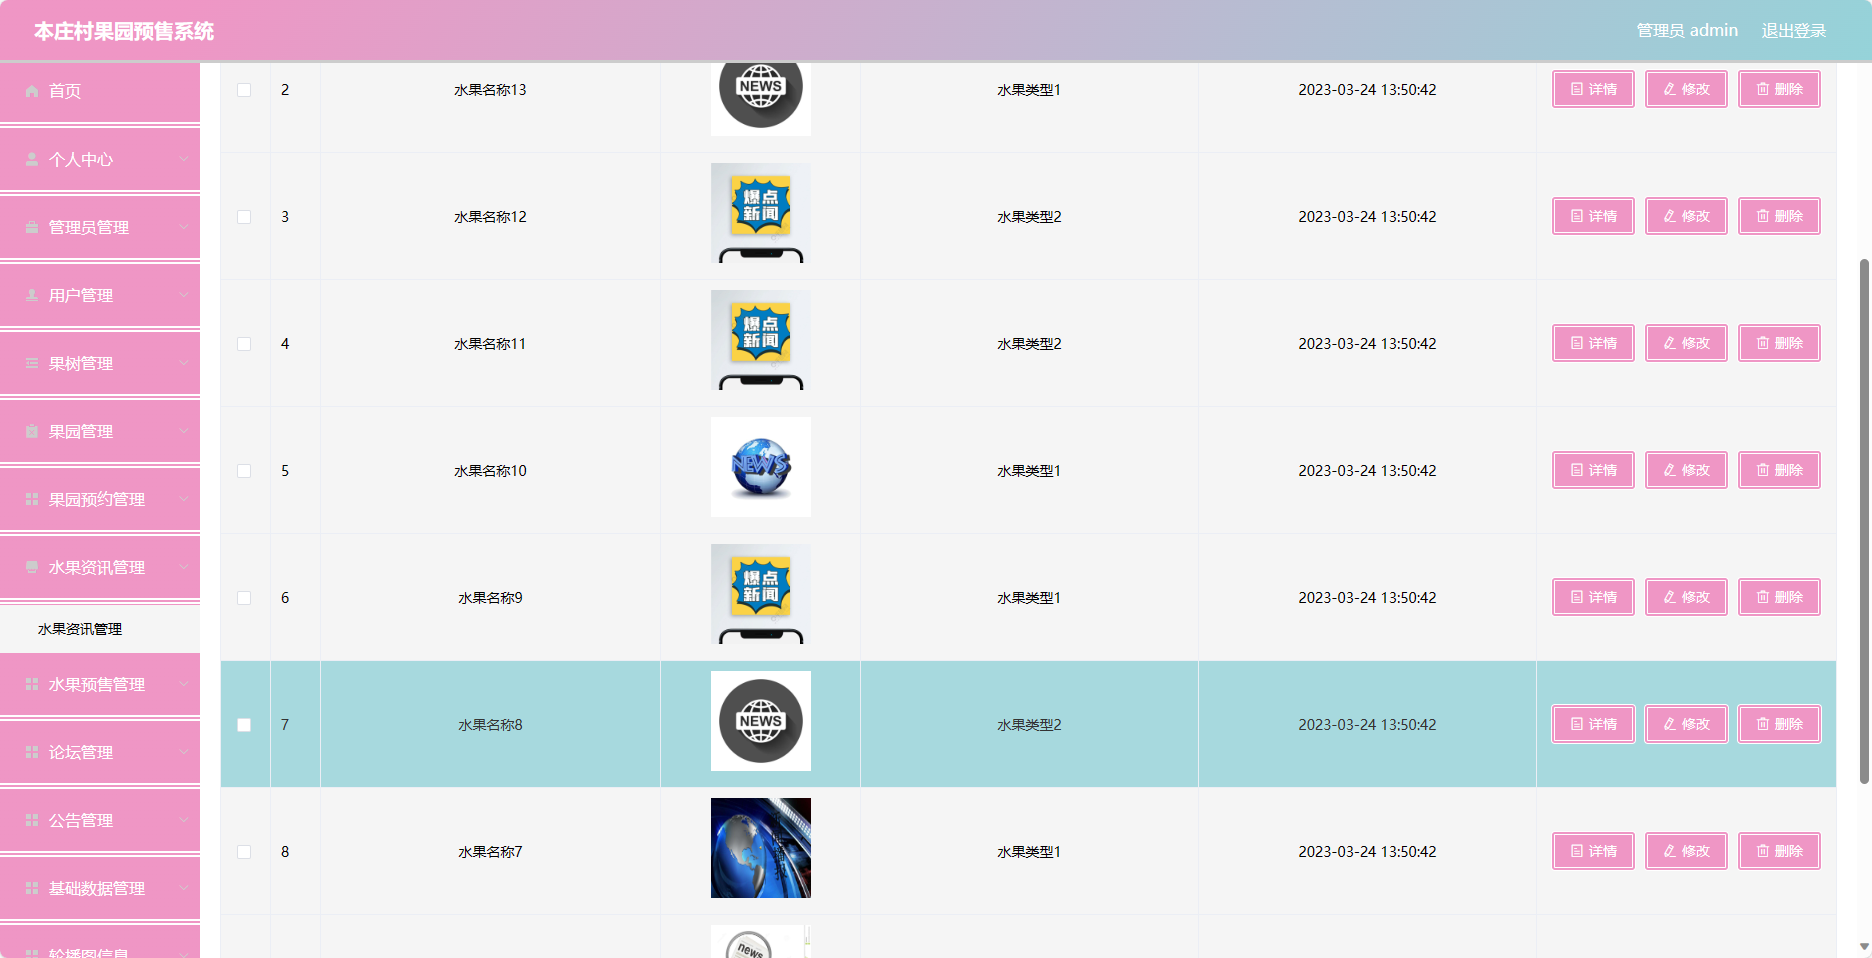 本庄村果园预售系统
管理员 admin 退出登录
首页
个人中心
管理员管理
用户管理
果树管理
果园管理
果园预约管理
水果资讯管理
水果资讯管理
水果预售管理
论坛管理
公告管理
基础数据管理
轮播图信息
2 水果名称13 NEWS 水果类型1 2023-03-24 13:50:42 详情 修改 删除
3 水果名称12 爆点 新闻 水果类型2 2023-03-24 13:50:42 详情 修改 删除
4 水果名称11 爆点 新闻 水果类型2 2023-03-24 13:50:42 详情 修改 删除
5 水果名称10 NEWS 水果类型1 2023-03-24 13:50:42 详情 修改 删除
6 水果名称9 爆点 新闻 水果类型1 2023-03-24 13:50:42 详情 修改 删除
7 水果名称8 NEWS 水果类型2 2023-03-24 13:50:42 详情 修改 删除
8 水果名称7 水果类型1 2023-03-24 13:50:42 详情 修改 删除
news